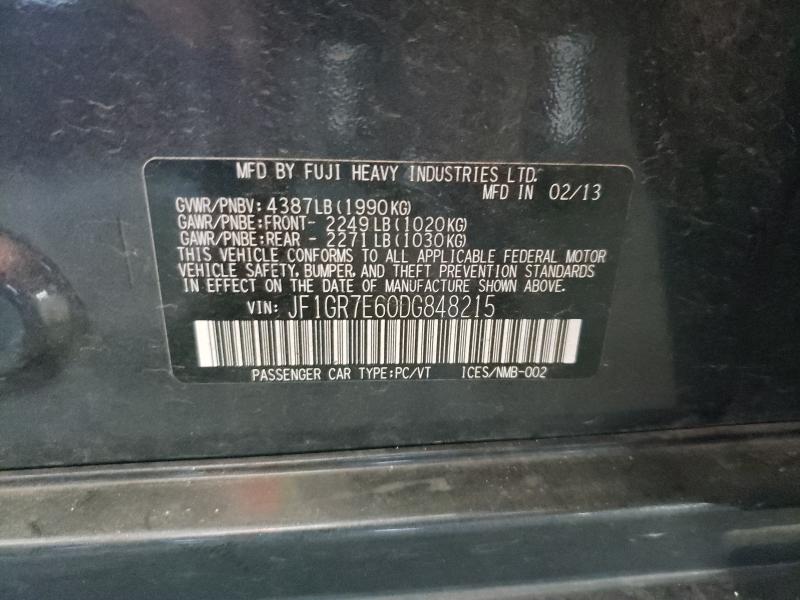 MFD BY FUJI HEAVY INDUSTRIES LTD.
MFD IN 02/13
GVWR/PNBV: 4387LB(1990KG)
GAWR/PNBE:FRONT- 2249LB(1020KG)
GAWR/PNBE:REAR - 2271LB(1030KG)
THIS VEHICLE CONFORMS TO ALL APPLICABLE FEDERAL MOTOR
VEHICLE SAFETY, BUMPER, AND THEFT PREVENTION STANDARDS
IN EFFECT ON THE DATE OF MANUFACTURE SHOWN ABOVE.
VIN: JF1GR7E60DG848215
PASSENGER CAR TYPE:PC/VT ICES/NMB-002